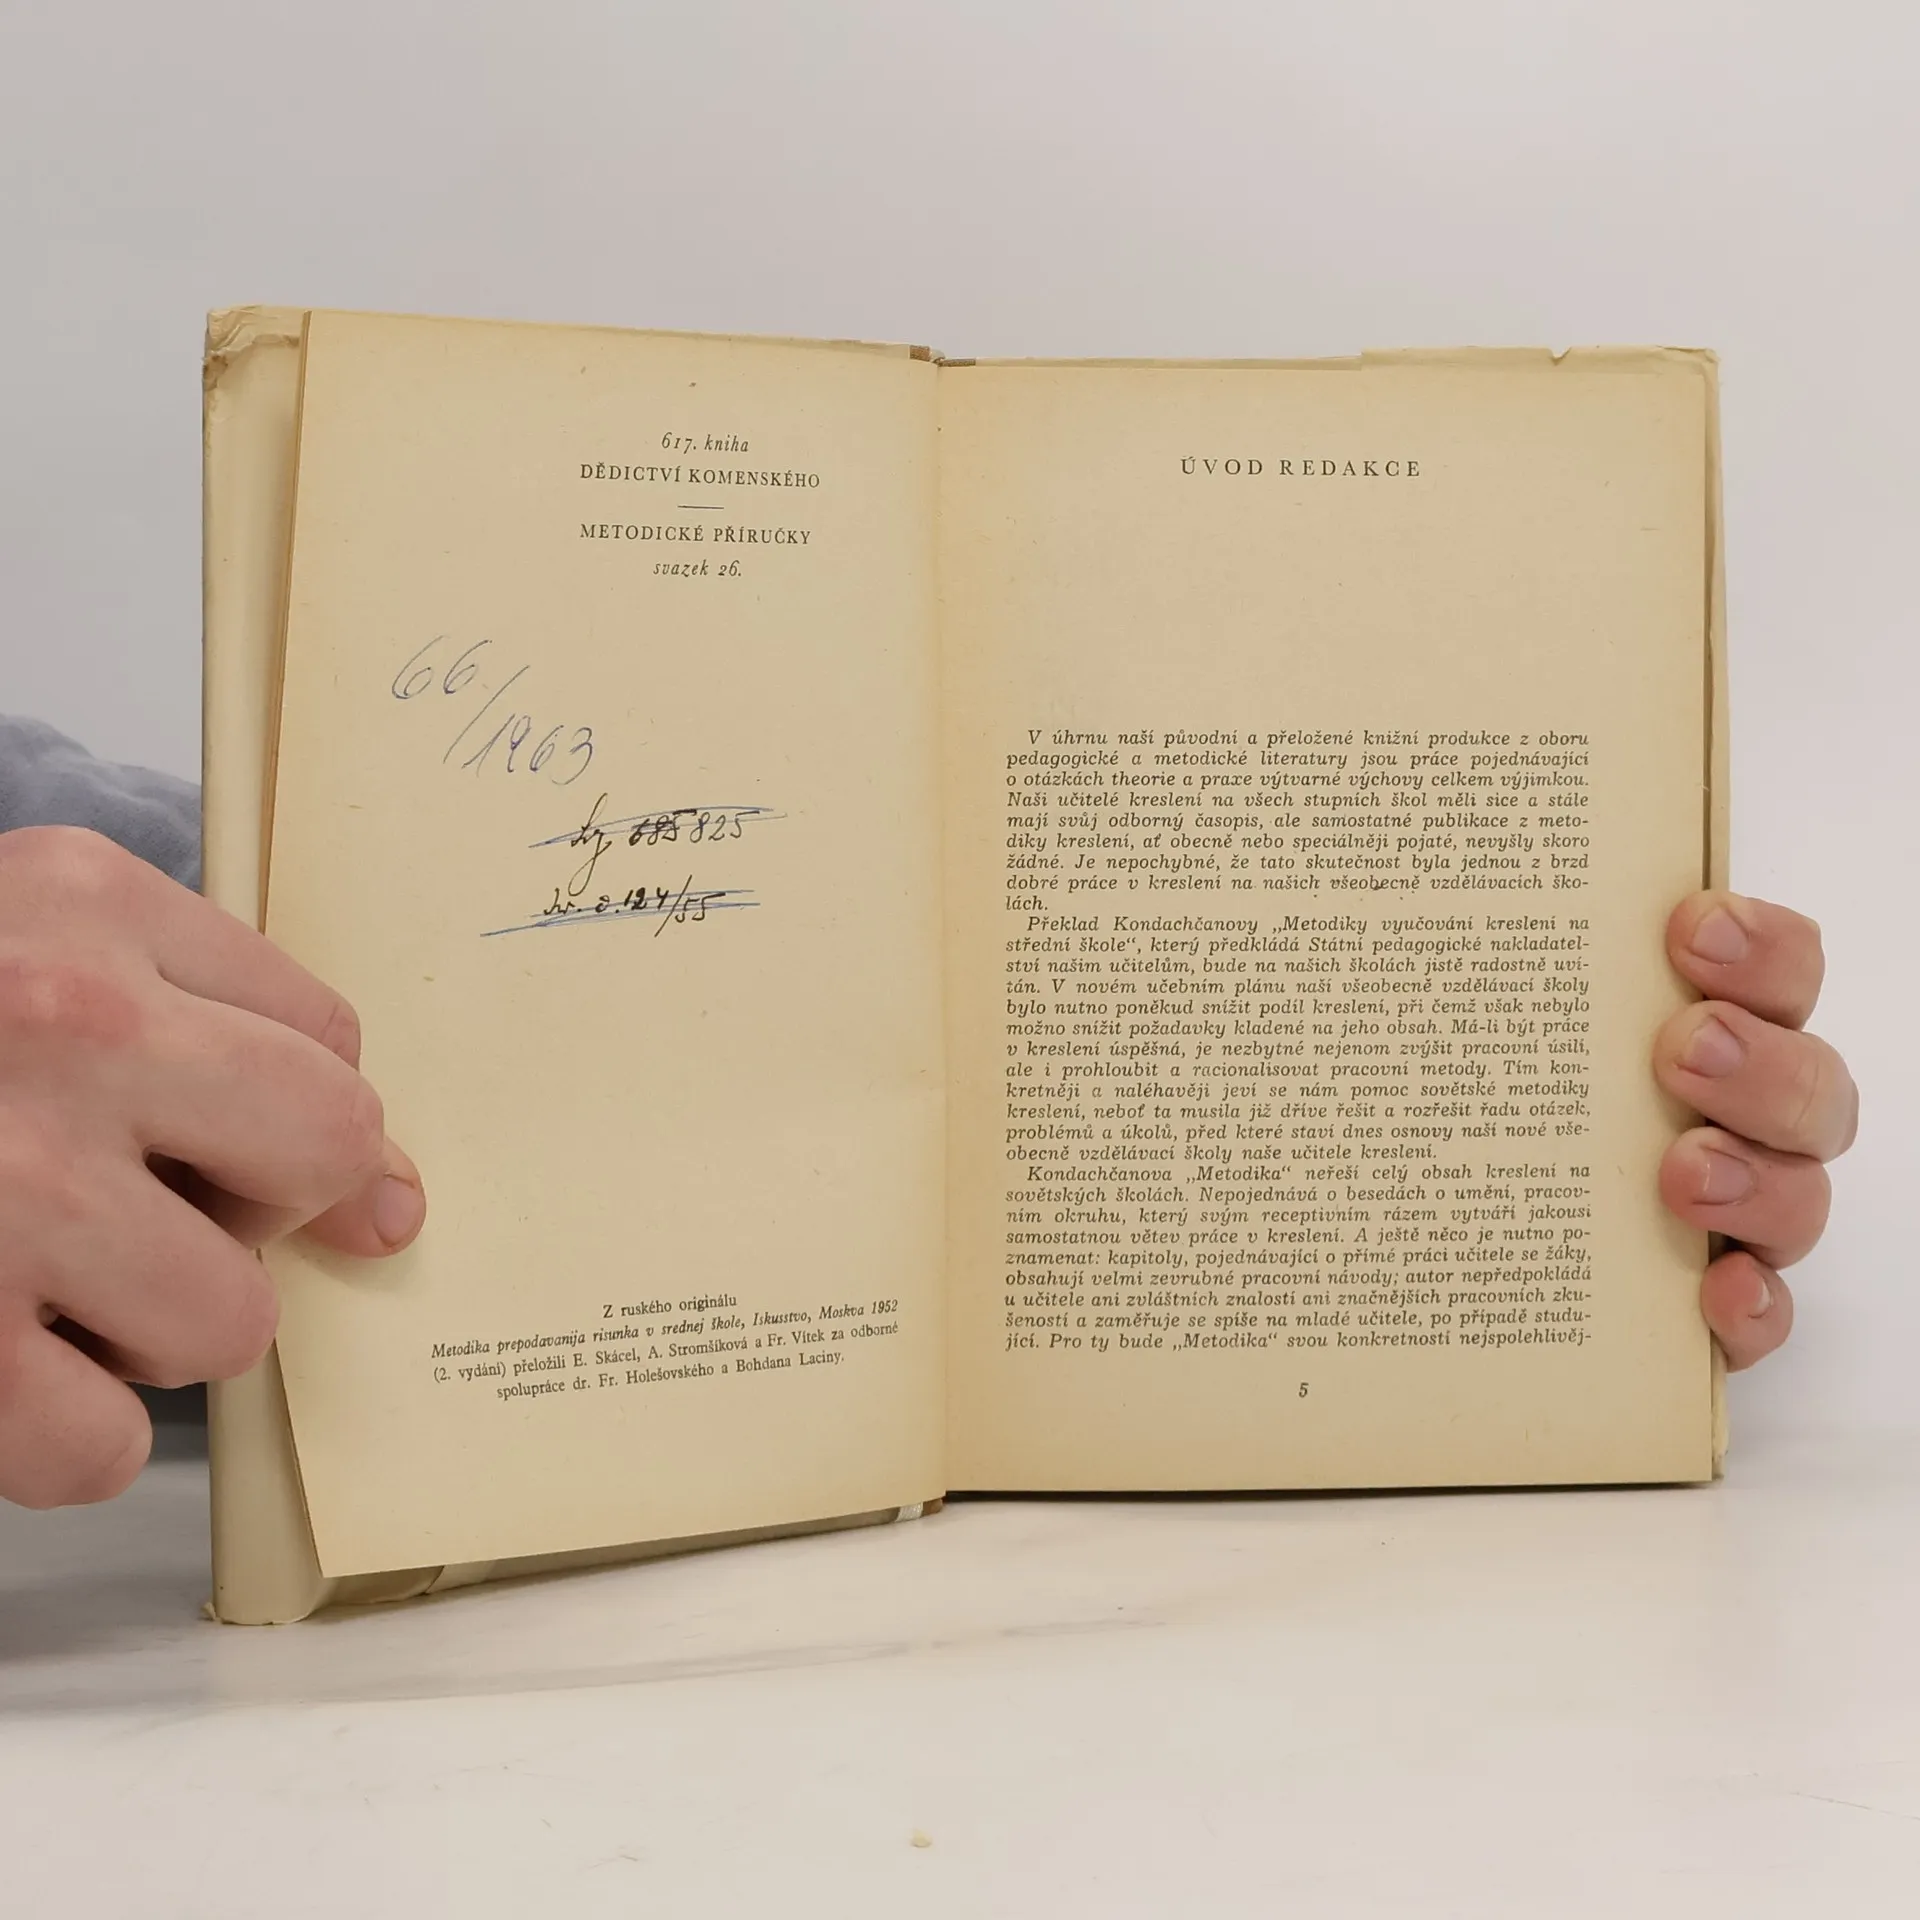 617. kniha
DĚDICTVÍ KOMENSKÉHO
METODICKÉ PŘÍRUČKY
svazek 26.
66/1963
685825
124/55
Z ruského originálu
Metodika prepodavanija risunka v srednej škole, Iskusstvo, Moskva 1952
(2. vydání) přeložili E. Skácel, A. Stromšíková a Fr. Vítek za odborné
spolupráce dr. Fr. Holešovského a Bohdana Laciny.
ÚVOD REDAKCE
V úhrnu naší původní a přeložené knižní produkce z oboru
pedagogické a metodické literatury jsou práce pojednávající
o otázkách theorie a praxe výtvarné výchovy celkem výjimkou.
Naši učitelé kreslení na všech stupních škol měli sice a stále
mají svůj odborný časopis, ale samostatné publikace z meto-
diky kreslení, ať obecně nebo speciálněji pojaté, nevyšly skoro
žádné. Je nepochybné, že tato skutečnost byla jednou z brzd
dobré práce v kreslení na našich všeobecně vzdělávacích ško-
lách.
Překlad Kondachčanovy „Metodiky vyučování kreslení na
střední škole“, který předkládá Státní pedagogické nakladatel-
ství našim učitelům, bude na našich školách jistě radostně uví-
tán. V novém učebním plánu naší všeobecně vzdělávací školy
bylo nutno poněkud snížit podíl kreslení, při čemž však nebylo
možno snížit požadavky kladené na jeho obsah. Má-li být práce
v kreslení úspěšná, je nezbytné nejenom zvýšit pracovní úsilí,
ale i prohloubit a racionalisovat pracovní metody. Tím kon-
kretněji a naléhavěji jeví se nám pomoc sovětské metodiky
kreslení, neboť ta musila již dříve řešit a rozřešit řadu otázek,
problémů a úkolů, před které staví dnes osnovy naší nové vše-
obecně vzdělávací školy naše učitele kreslení.
Kondachčanova „Metodika“ neřeší celý obsah kreslení na
sovětských školách. Nepojednává o besedách o umění, pracov-
ním okruhu, který svým receptivním rázem vytváří jakousi
samostatnou větev práce v kreslení. A ještě něco je nutno po-
znamenat: kapitoly, pojednávající o přímé práci učitele se žáky,
obsahují velmi zevrubné pracovní návody; autor nepředpokládá
u učitele ani zvláštních znalostí ani značnějších pracovních zku-
šeností a zaměřuje se spíše na mladé učitele, po případě studu-
jící. Pro ty bude „Metodika“ svou konkretností nejspolehlivěj-
5